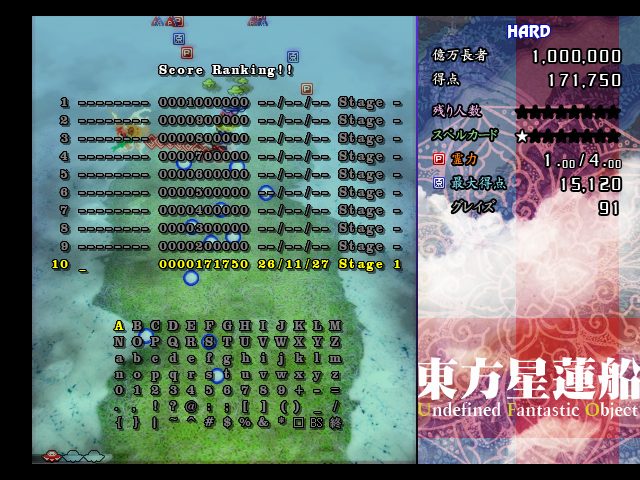 HARD
Score Ranking!!
1 -------- 0001000000 --/--/-- Stage -
2 -------- 0000900000 --/--/-- Stage -
3 -------- 0000800000 --/--/-- Stage -
4 -------- 0000700000 --/--/-- Stage -
5 -------- 0000600000 --/--/-- Stage -
6 -------- 0000500000 --/--/-- Stage -
7 -------- 0000400000 --/--/-- Stage -
8 -------- 0000300000 --/--/-- Stage -
9 -------- 0000200000 --/--/-- Stage -
10 _ 0000171750 26/11/27 Stage 1
A B C D E F G H I J K L M
N O P Q R S T U V W X Y Z
a b c d e f g h i j k l m
n o p q r s t u v w x y z
0 1 2 3 4 5 6 7 8 9 + - =
. , ! ? @ : ; [ ] ( ) _ /
{ } | ~ ^ # $ % & * □ BS 終
億万長者 1,000,000
得点 171,750
残り人数
スペルカード
P 霊力 1.00/4.00
点 最大得点 15,120
グレイズ 91
東方星蓮船
Undefined Fantastic Object